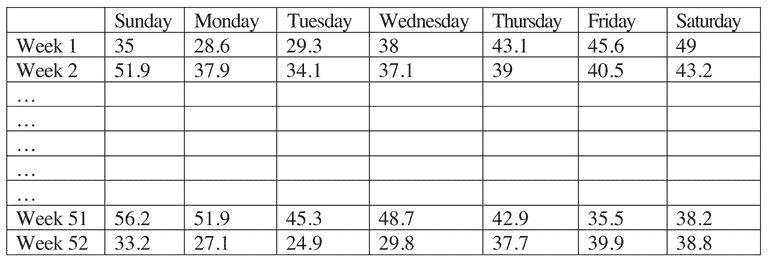 Sunday Monday Tuesday Wednesday Thursday Friday Saturday
Week 1 35 28.6 29.3 38 43.1 45.6 49
Week 2 51.9 37.9 34.1 37.1 39 40.5 43.2
…
…
…
…
…
Week 51 56.2 51.9 45.3 48.7 42.9 35.5 38.2
Week 52 33.2 27.1 24.9 29.8 37.7 39.9 38.8